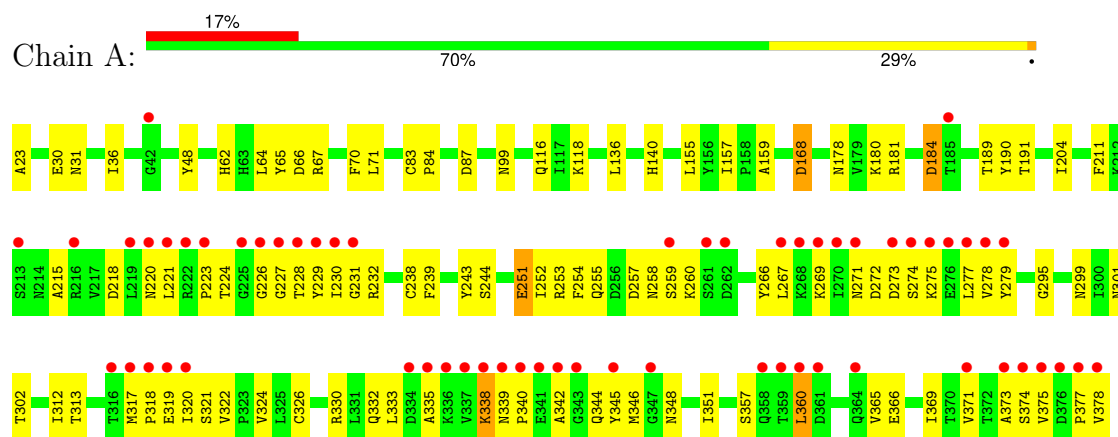 17%
Chain A:
70% 29% •
A23 E30 N31 I36 G42 Y48 H62 H63 L64 Y65 D66 R67 F70 L71 C83 P84 D87 N99 Q116 I117 K118 L136 H140 L155 Y156 I157 P158 A159 D168 N178 V179 K180 R181 D184 T185 T189 Y190 T191 I204 F211 K212
S213 N214 A215 R216 V217 D218 L219 N220 L221 R222 P223 T224 G225 G226 G227 T228 Y229 I230 G231 R232 C238 F239 Y243 S244 E251 I252 R253 F254 Q255 D256 D257 N258 S259 K260 S261 D262 Y266 L267 K268 K269 I270 N271 D272 D273 S274 K275 E276 L277 V278 Y279 G295 N299 I300 N301
T302 I312 T313 T316 M317 P318 E319 I320 S321 V322 P323 V324 L325 C326 R330 L331 Q332 L333 D334 A335 K336 V337 K338 N339 P340 E341 A342 G343 Q344 Y345 M346 G347 N348 I351 S357 Q358 T359 L360 D361 Q364 V365 E366 I369 T370 V371 T372 A373 S374 V375 D376 P377 V378